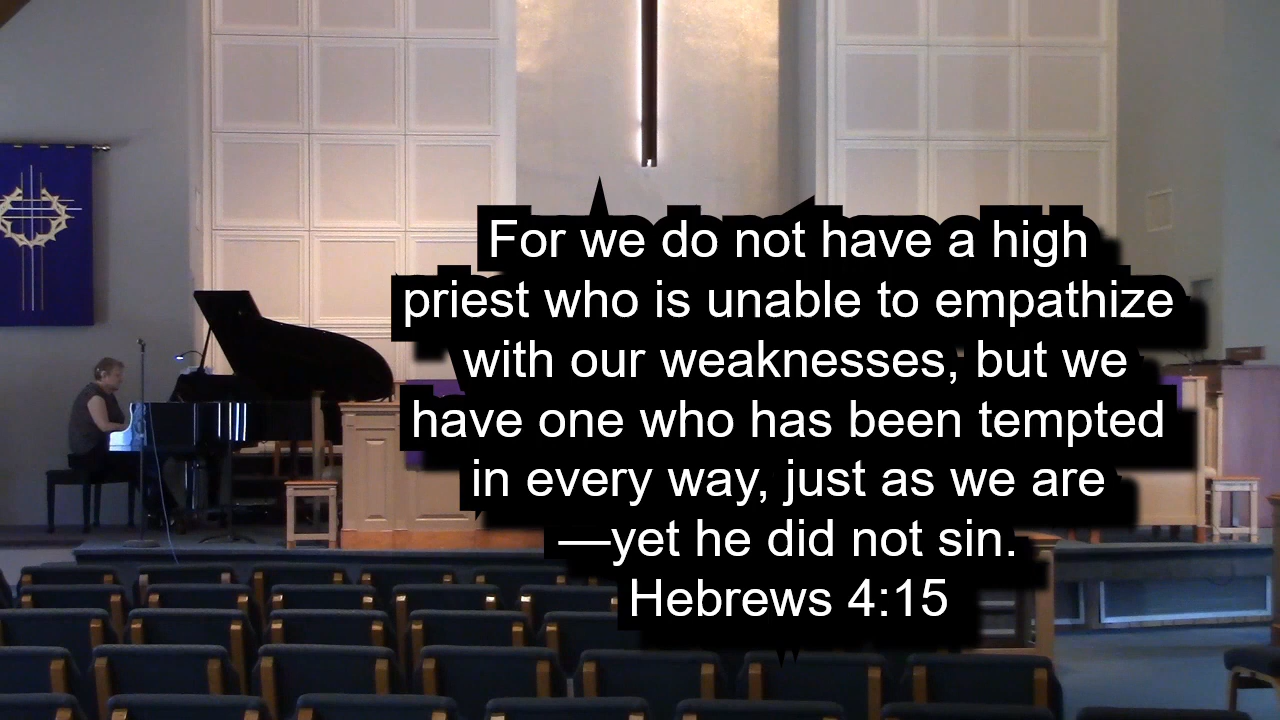 For we do not have a high
priest who is unable to empathize
with our weaknesses, but we
have one who has been tempted
in every way, just as we are
—yet he did not sin.
Hebrews 4:15